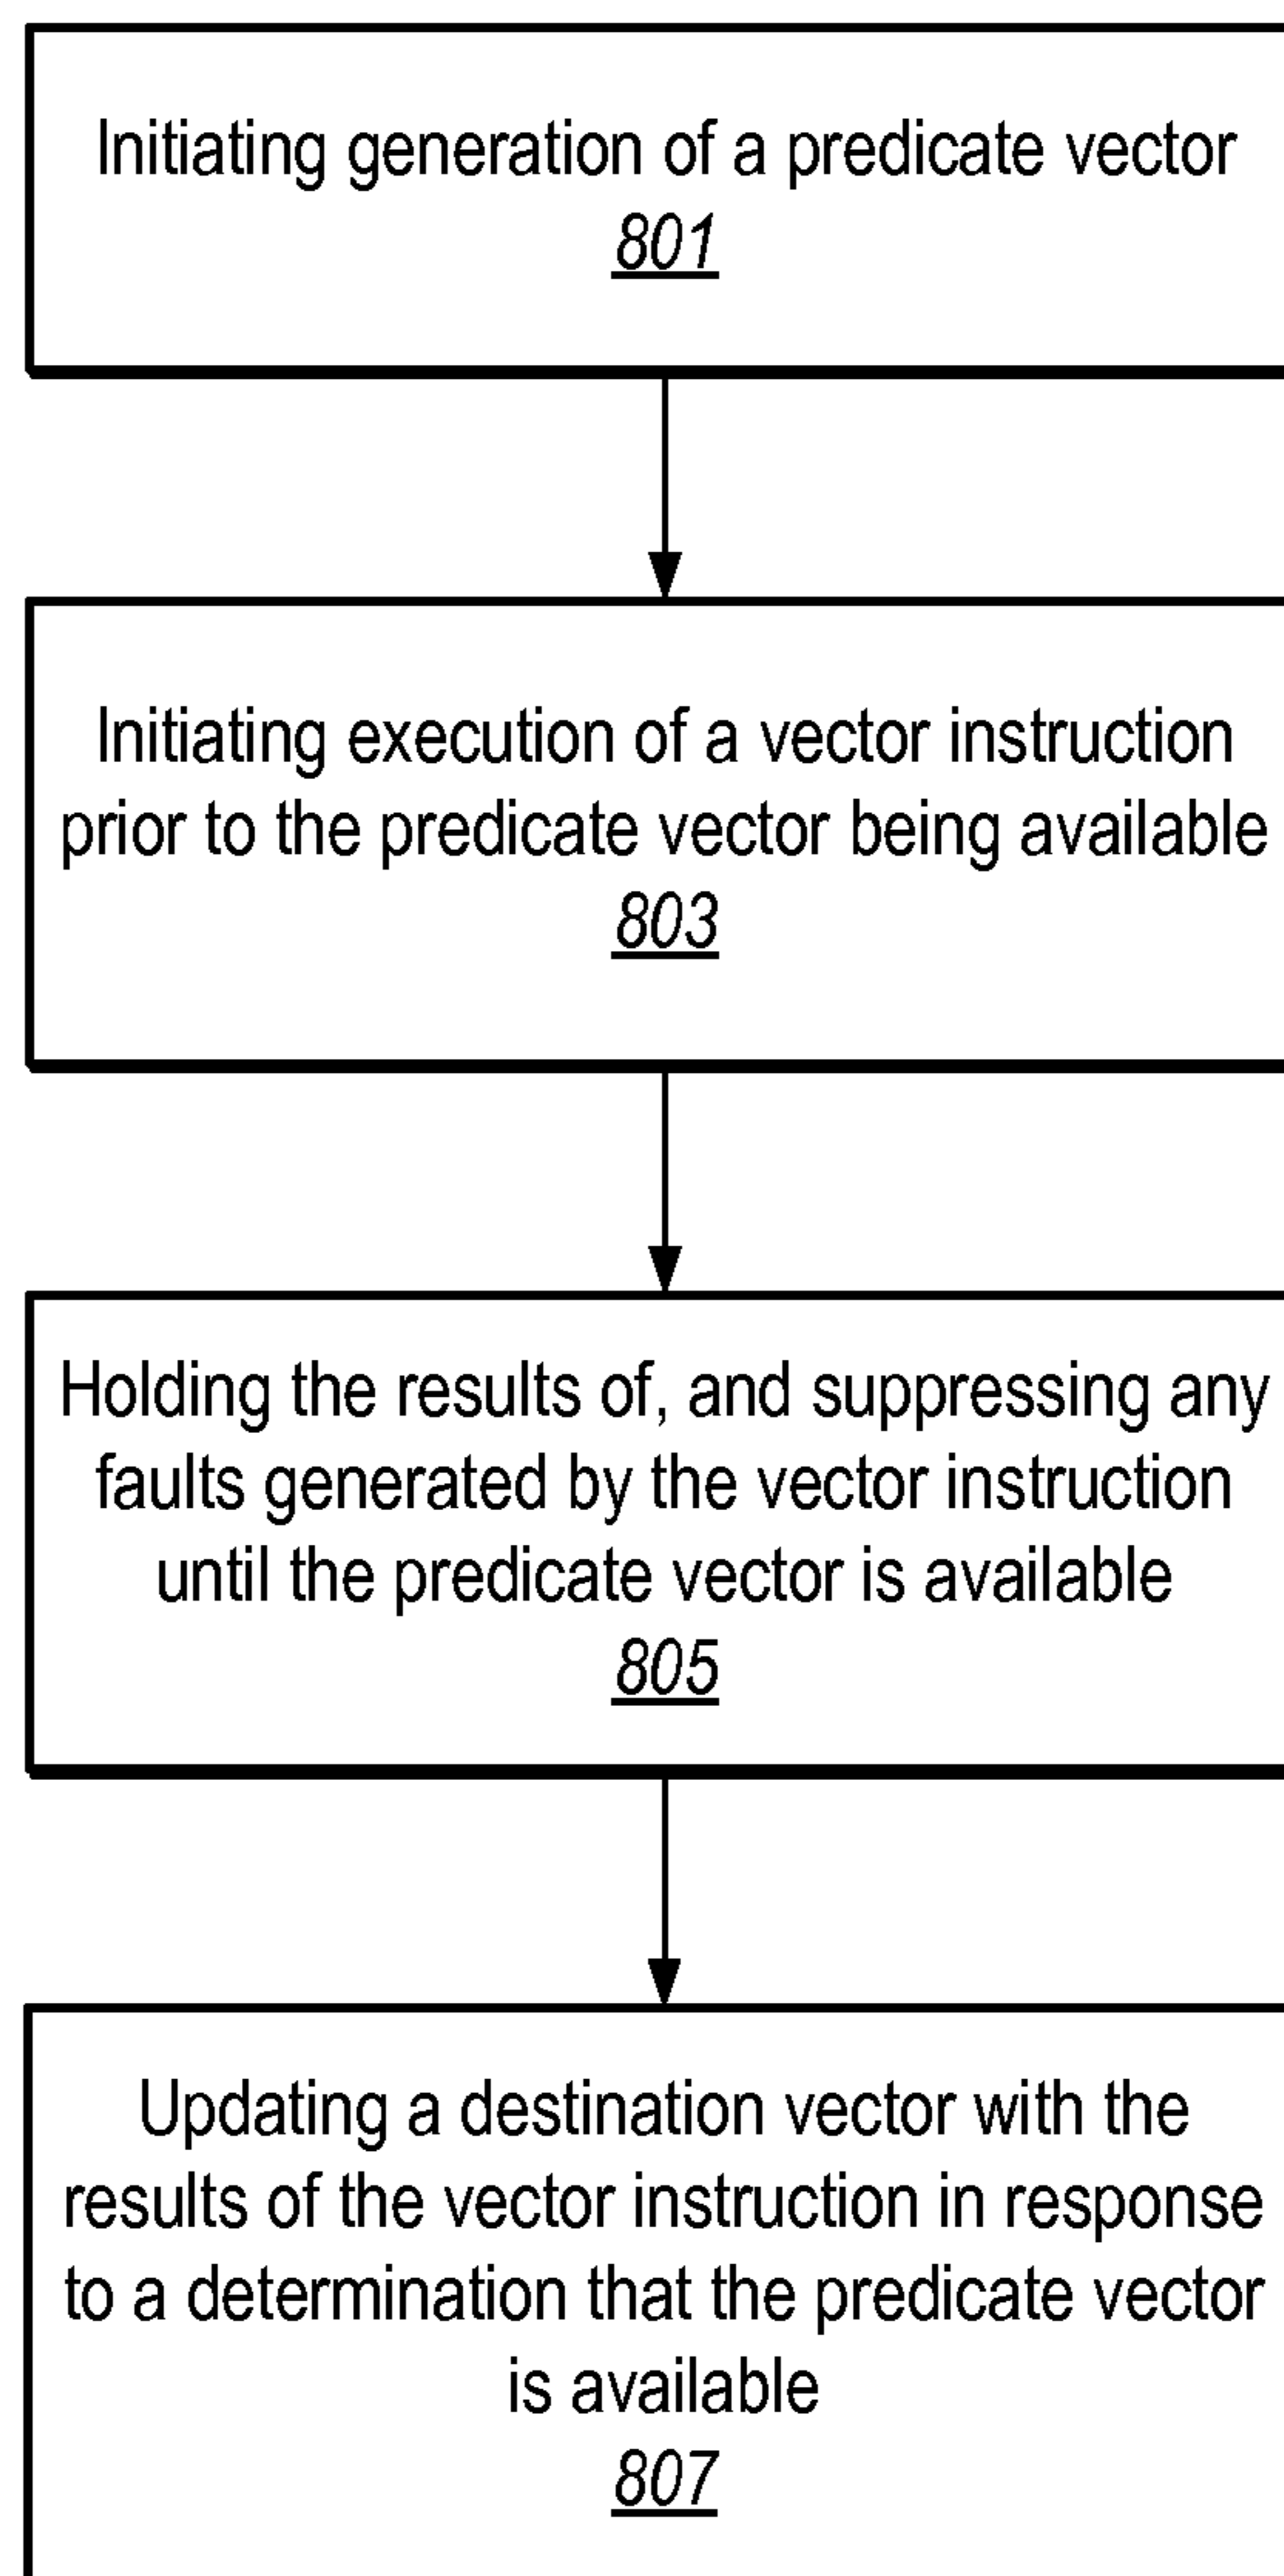 Initiating generation of a predicate vector
801
Initiating execution of a vector instruction
prior to the predicate vector being available
803
Holding the results of, and suppressing any
faults generated by the vector instruction
until the predicate vector is available
805
Updating a destination vector with the
results of the vector instruction in response
to a determination that the predicate vector
is available
807